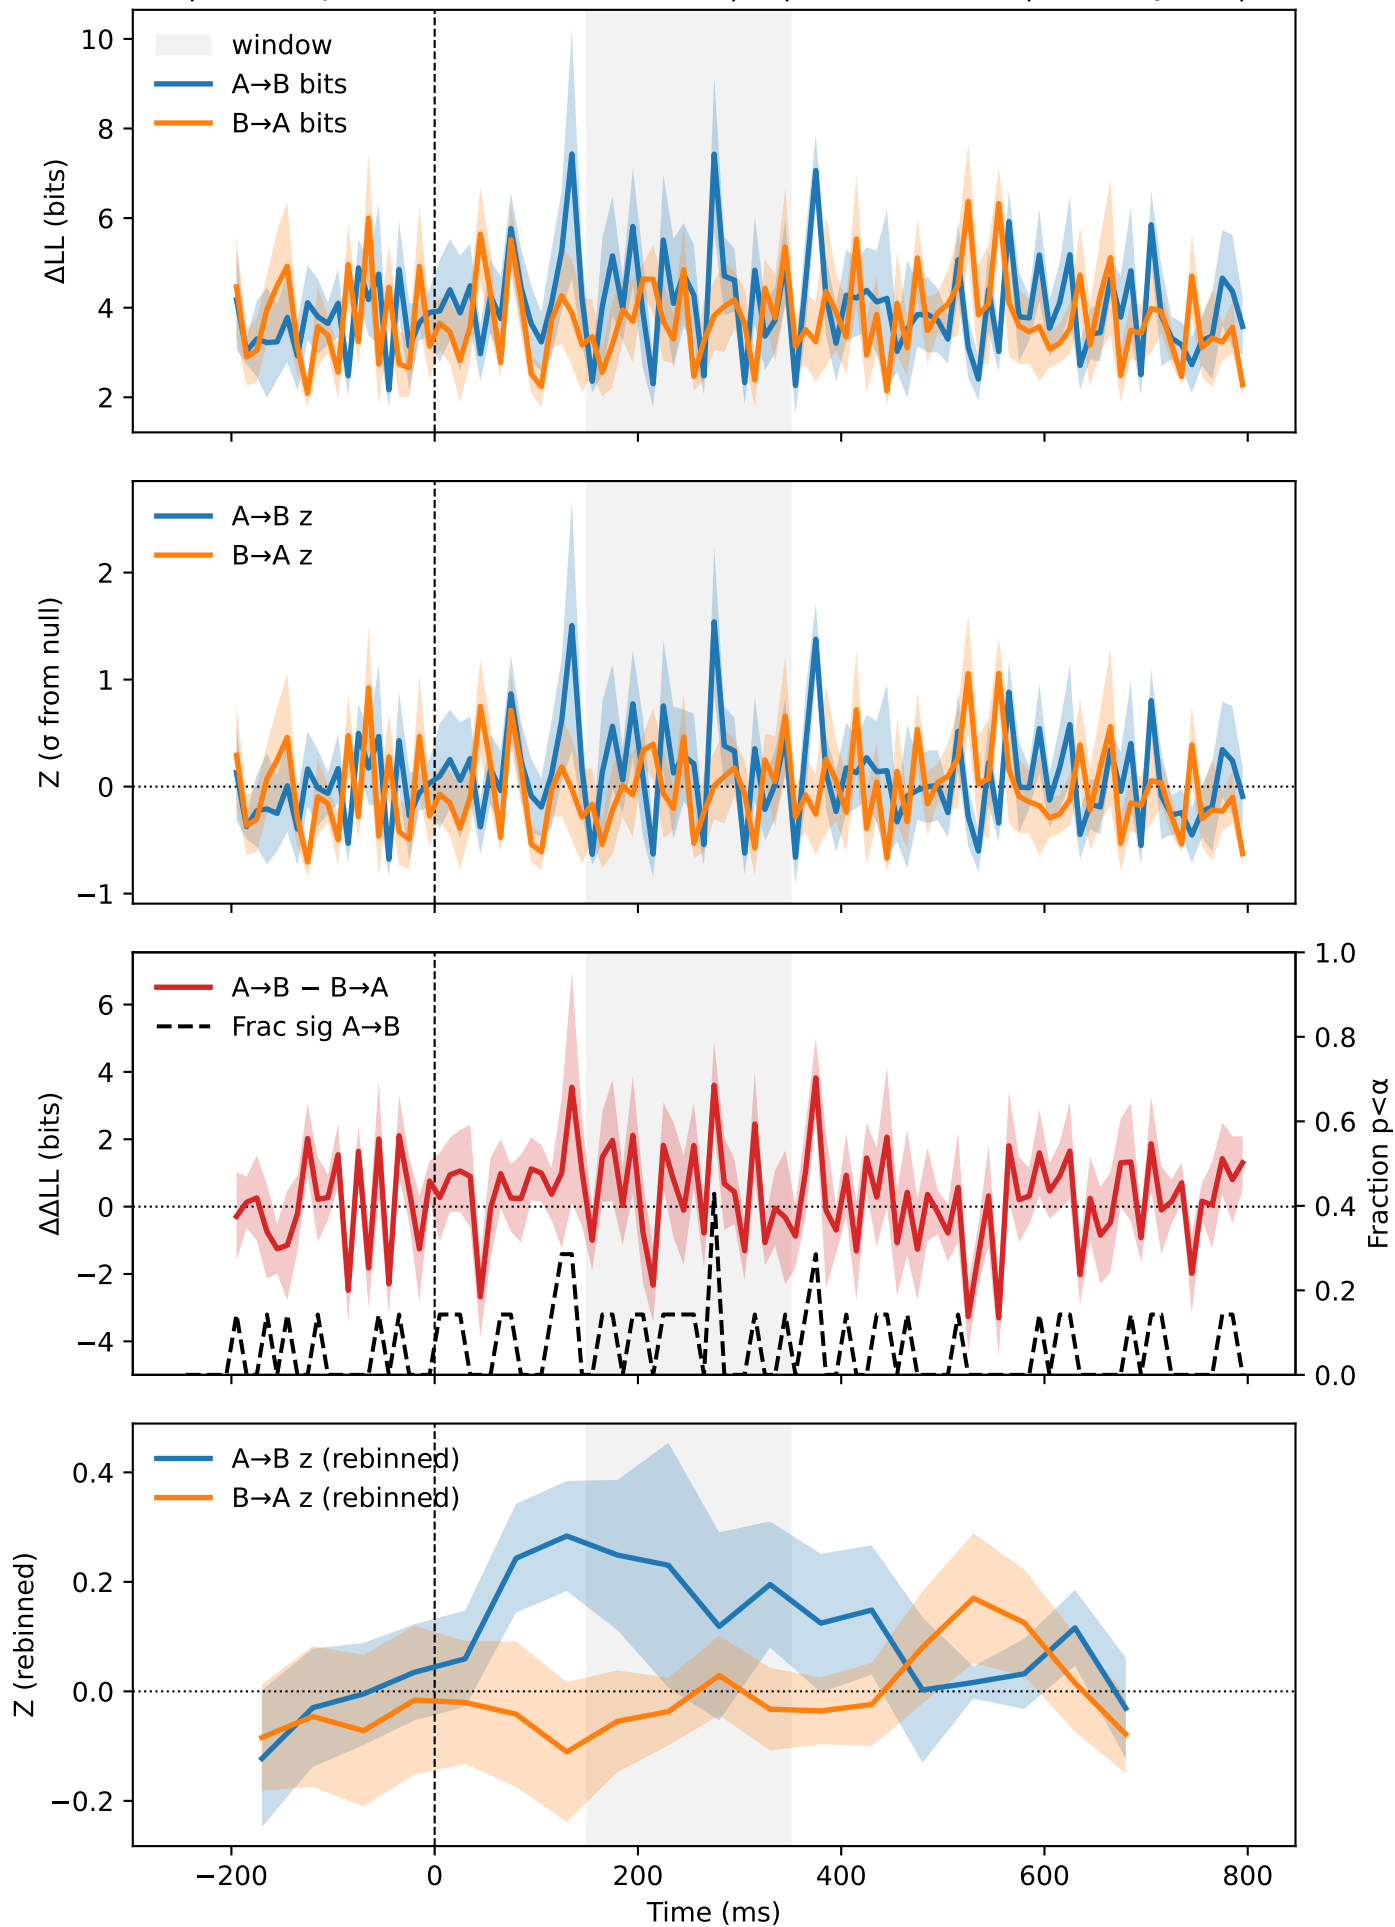 10
8
6
4
2
ΔLL (bits)
window
A→B bits
B→A bits
2
1
0
−1
Z (σ from null)
A→B z
B→A z
6
4
2
0
−2
−4
ΔΔLL (bits)
A→B − B→A
Frac sig A→B
1.0
0.8
0.6
0.4
0.2
0.0
Fraction p<α
0.4
0.2
0.0
−0.2
Z (rebinned)
A→B z (rebinned)
B→A z (rebinned)
−200 0 200 400 600 800
Time (ms)